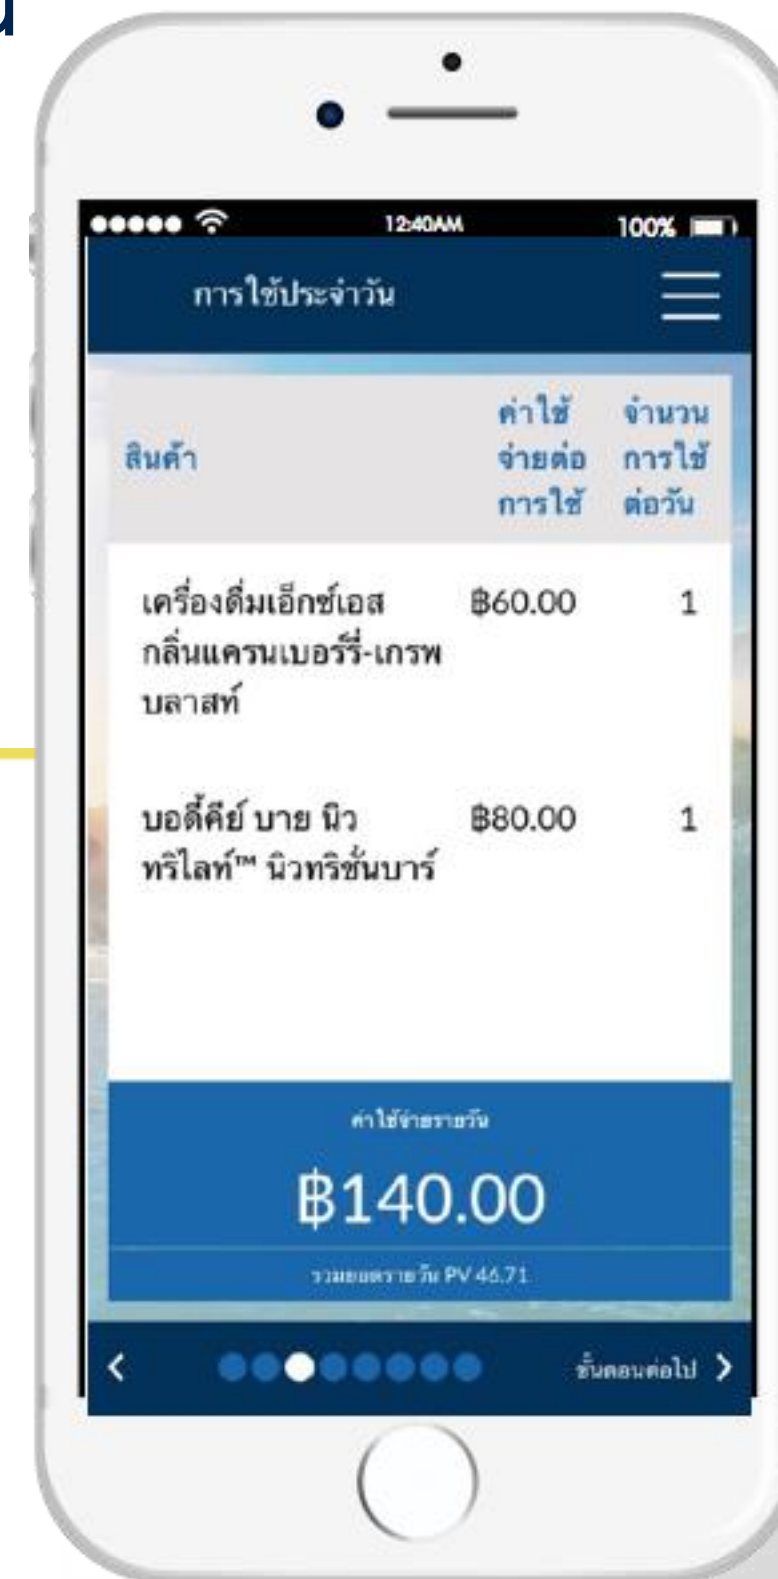 12:40AM 100%
การใช้ประจำวัน
สินค้า ค่าใช้จ่ายต่อการใช้ จำนวนการใช้ต่อวัน
เครื่องดื่มเอ็กซ์เอส ฿60.00 1
กลิ่นแครนเบอร์รี่-เกรพ
บลาสท์
บอดี้คีย์ บาย นิว ฿80.00 1
ทริไลท์™ นิวทริชั่นบาร์
ค่าใช้จ่ายรายวัน
฿140.00
รวมยอดรายวัน PV 46.71
ขั้นตอนต่อไป